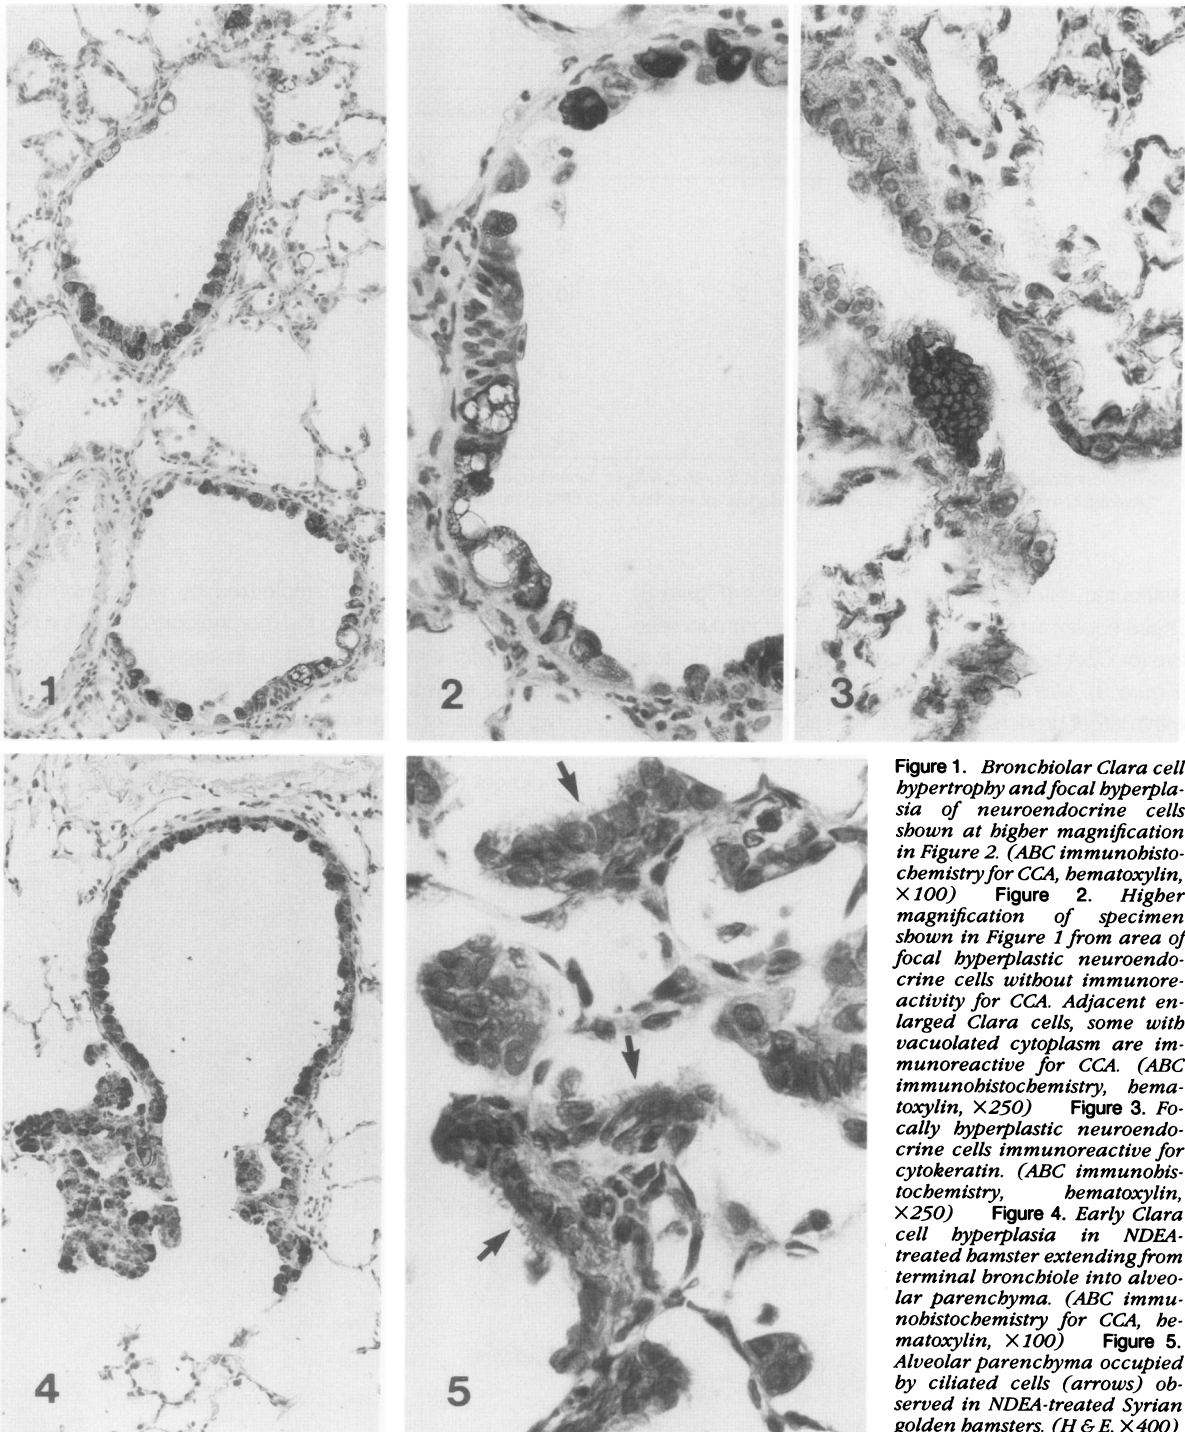 1
2
3
4
5
Figure 1. Bronchiolar Clara cell
hypertrophy and focal hyperpla-
sia of neuroendocrine cells
shown at higher magnification
in Figure 2. (ABC immunohisto-
chemistry for CCA, hematoxylin,
×100) Figure 2. Higher
magnification of specimen
shown in Figure 1 from area of
focal hyperplastic neuroendo-
crine cells without immunore-
activity for CCA. Adjacent en-
larged Clara cells, some with
vacuolated cytoplasm are im-
munoreactive for CCA. (ABC
immunohistochemistry, hema-
toxylin, ×250) Figure 3. Fo-
cally hyperplastic neuroendo-
crine cells immunoreactive for
cytokeratin. (ABC immunohis-
tochemistry, hematoxylin,
×250) Figure 4. Early Clara
cell hyperplasia in NDEA-
treated hamster extending from
terminal bronchiole into alveo-
lar parenchyma. (ABC immu-
nohistochemistry for CCA, he-
matoxylin, ×100) Figure 5.
Alveolar parenchyma occupied
by ciliated cells (arrows) ob-
served in NDEA-treated Syrian
golden hamsters. (H & E, ×400)